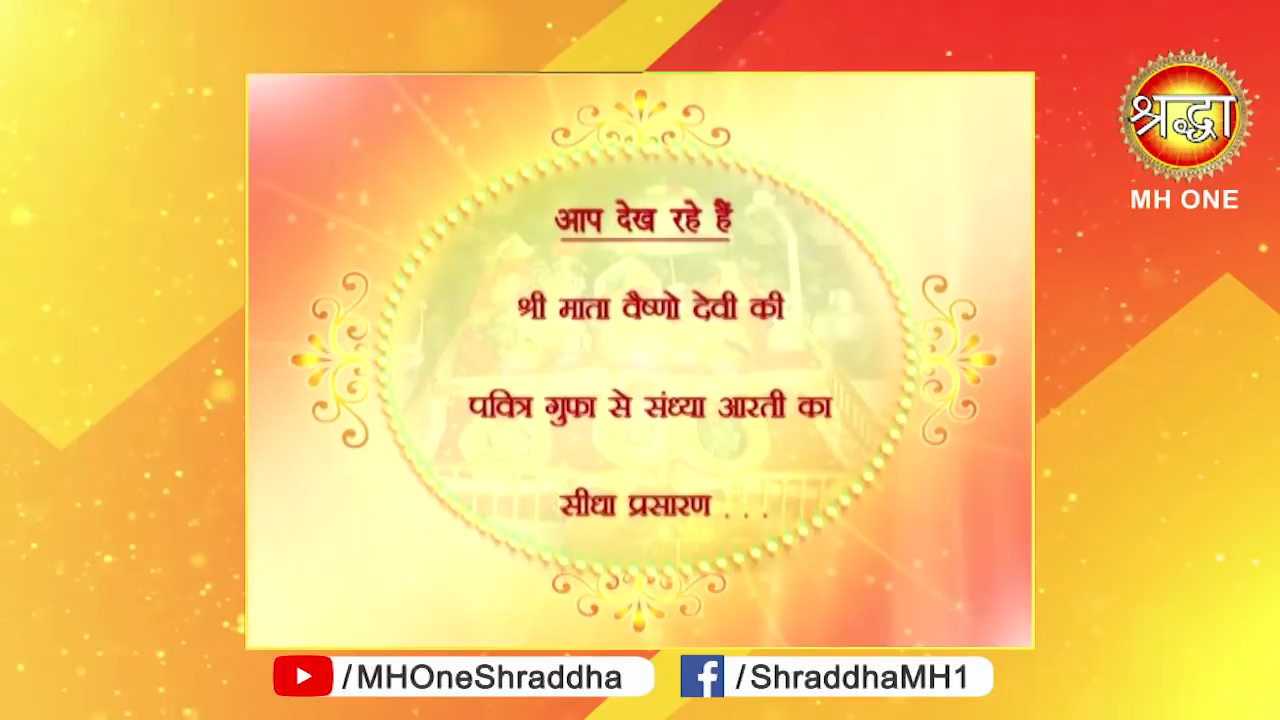 श्रद्धा
MH ONE
आप देख रहे हैं
श्री माता वैष्णो देवी की
पवित्र गुफा से संध्या आरती का
सीधा प्रसारण . . .
/MHOneShraddha
/ShraddhaMH1